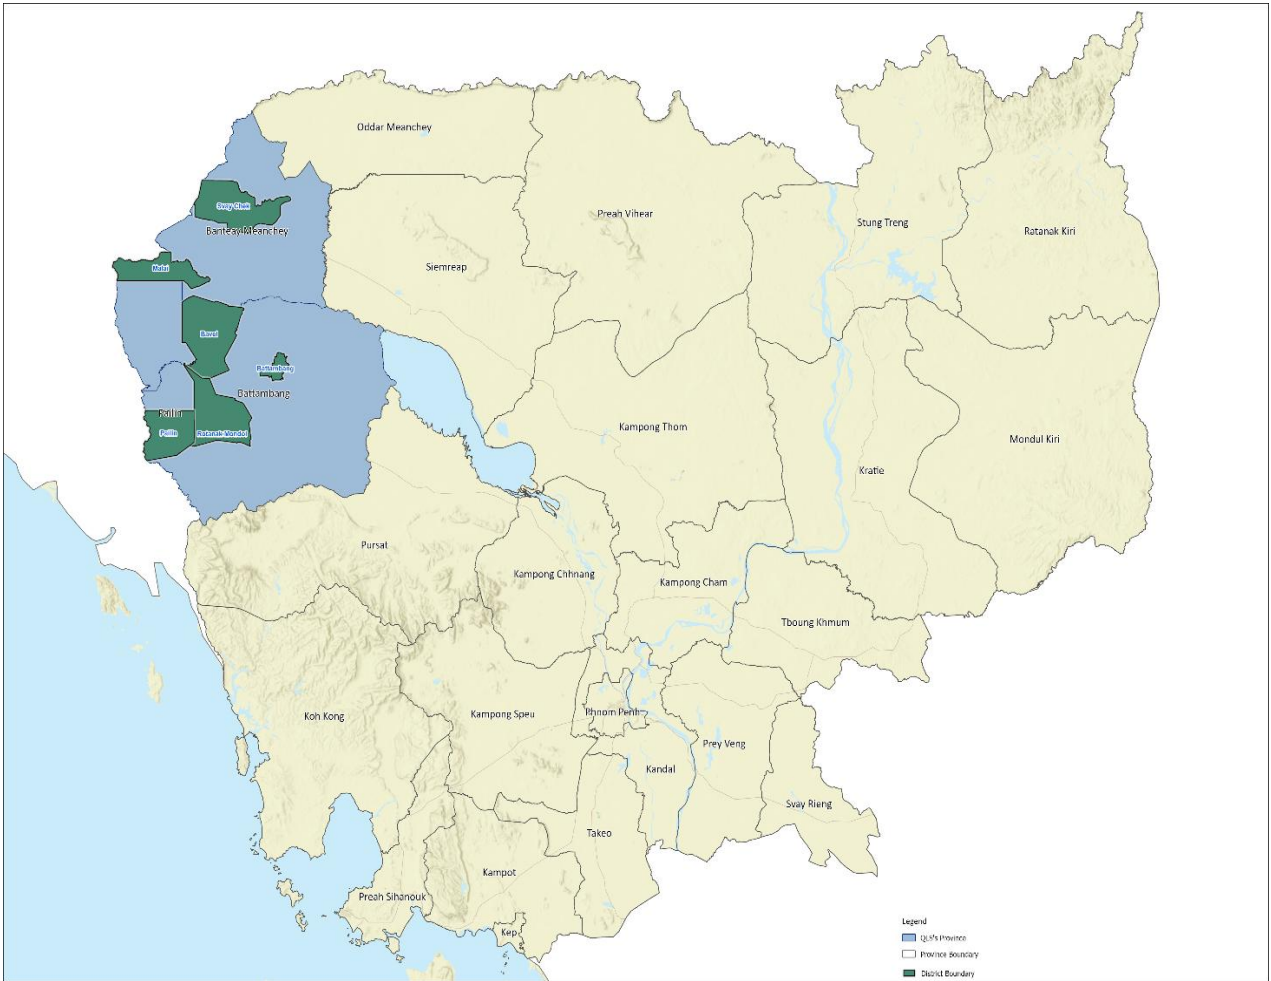 Oddar Meanchey
Svay Chek
Preah Vihear
Stung Treng
Banteay Meanchey
Ratanak Kiri
Siemreap
Malai
Bavel
Battambang
Battambang
Pailin
Kampong Thom
Pailin
Ratanak Mondol
Mondul Kiri
Kratie
Pursat
Kampong Chhnang
Kampong Cham
Tboung Khmum
Koh Kong
Kampong Speu
Phnom Penh
Prey Veng
Kandal
Svay Rieng
Takeo
Kampot
Preah Sihanouk
Kep
Legend
QLS's Province
Province Boundary
District Boundary